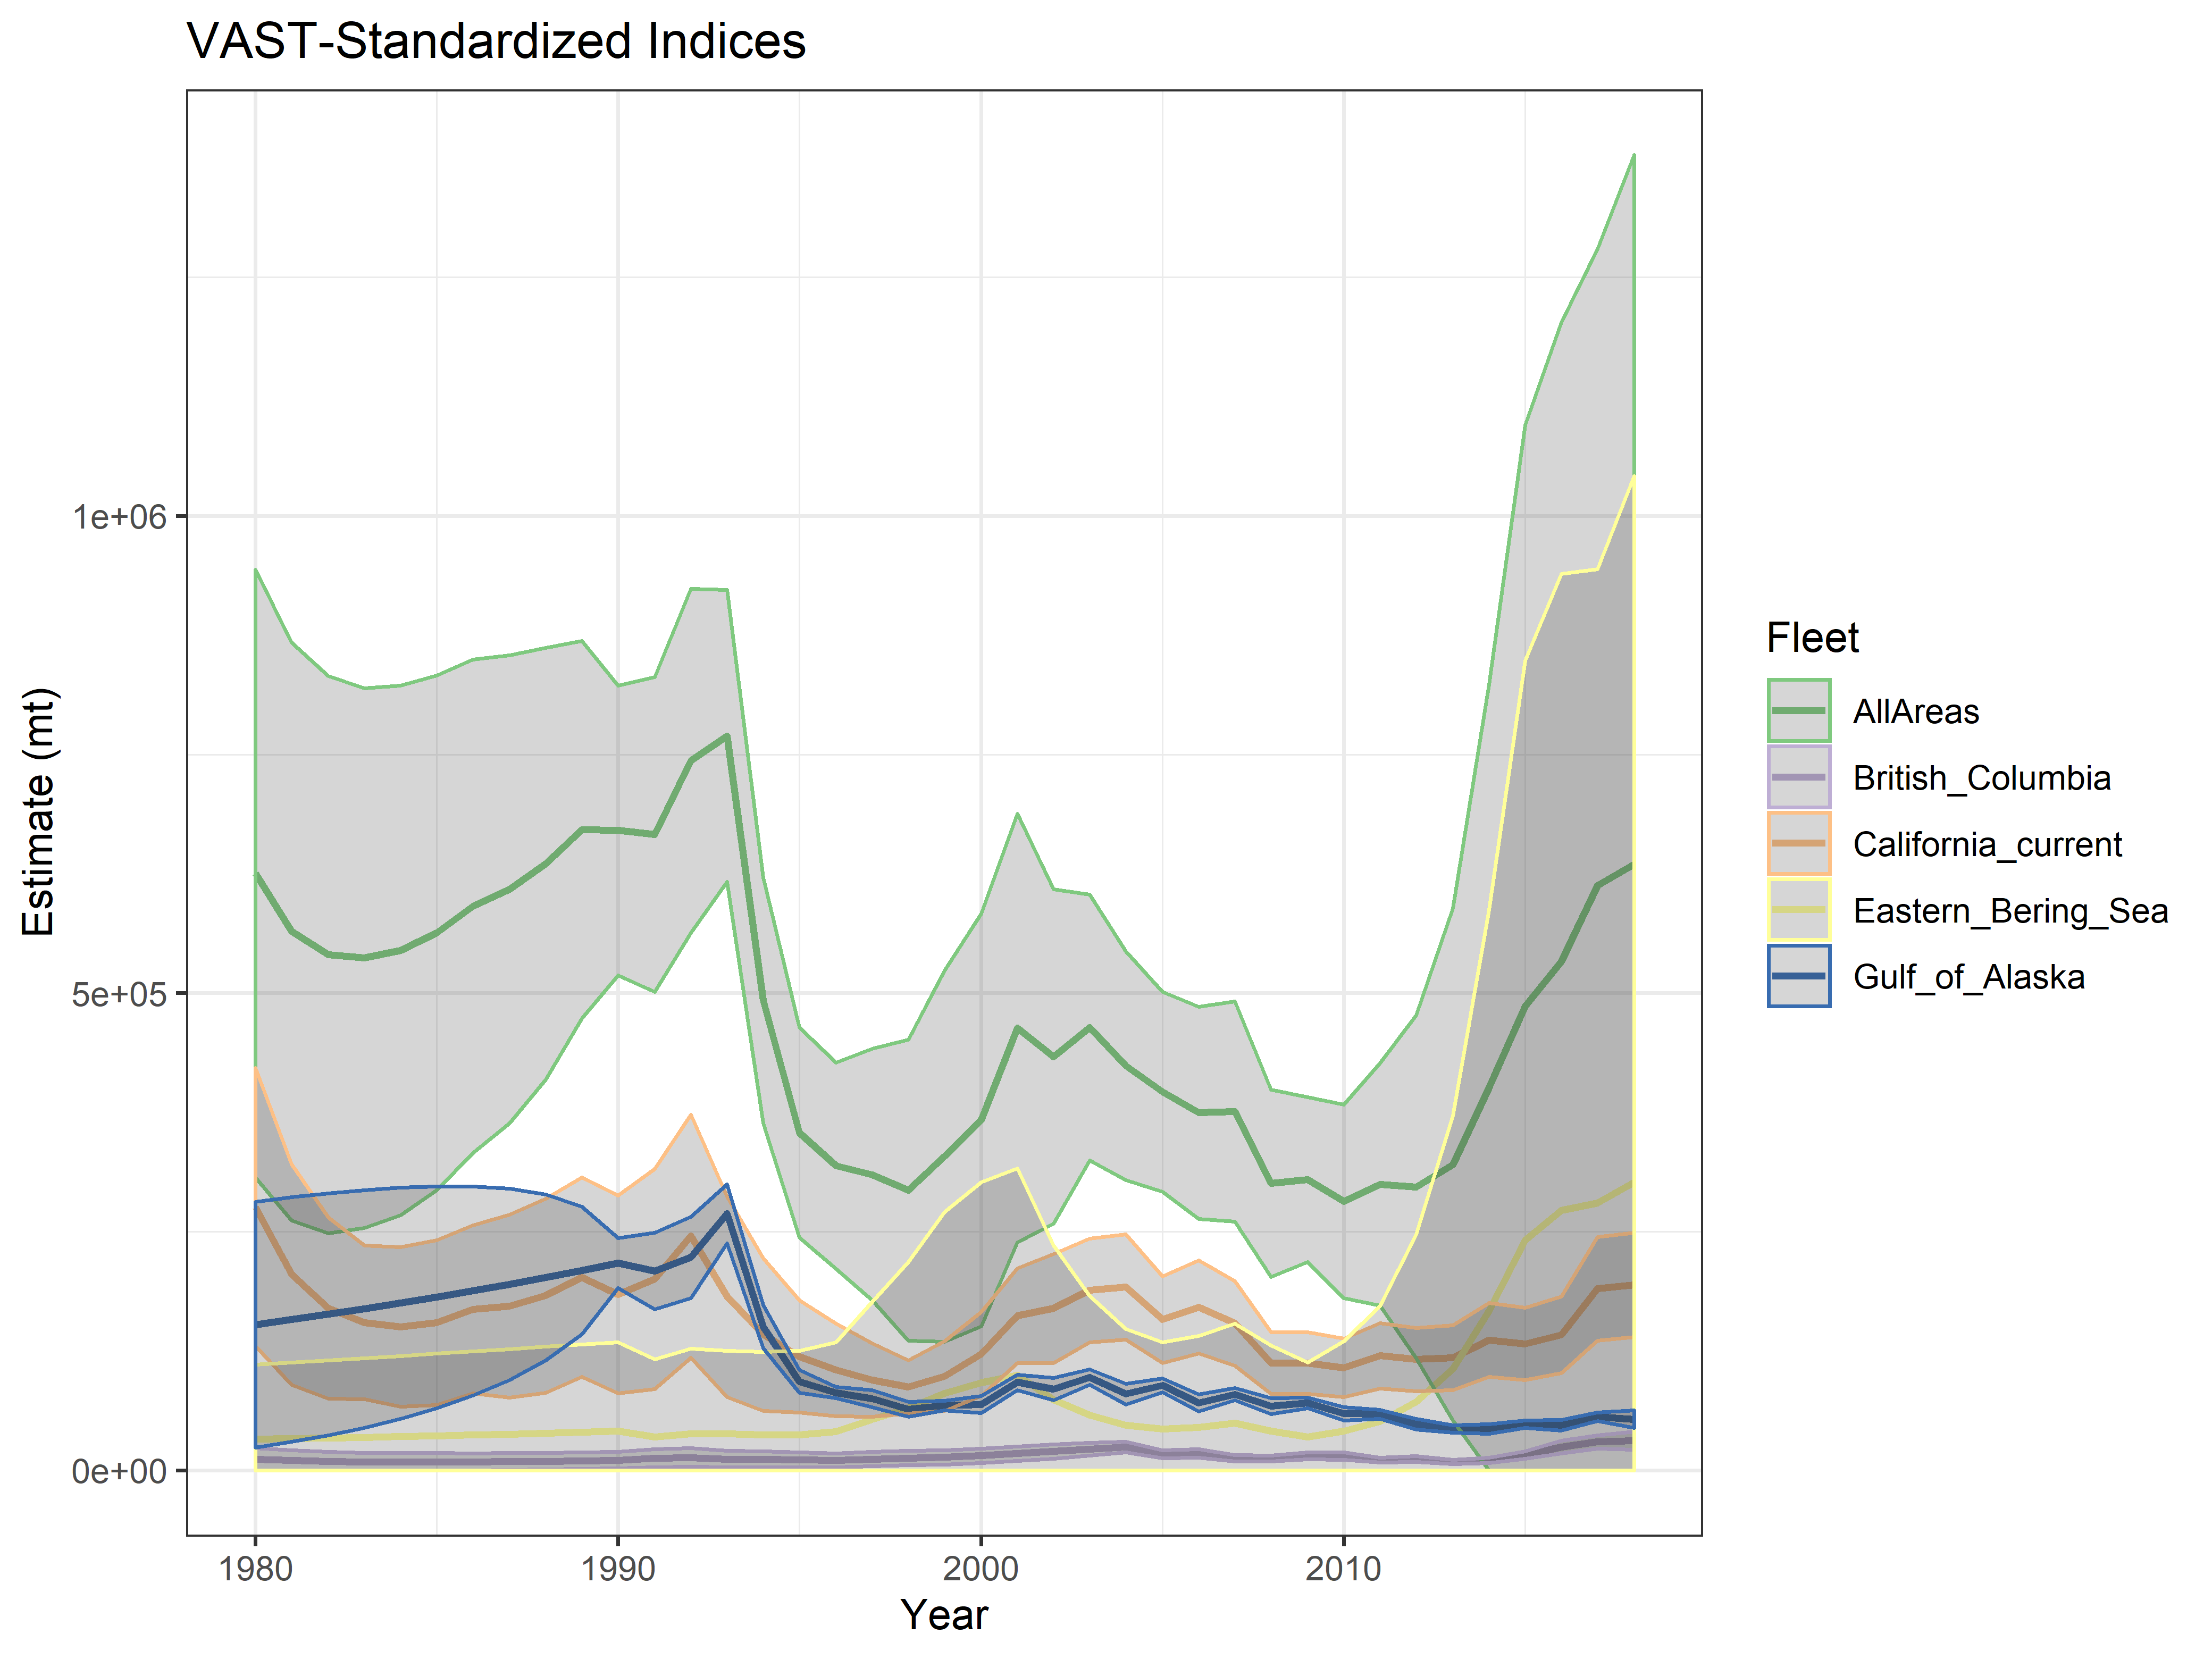 VAST-Standardized Indices
Estimate (mt)
1e+06
5e+05
0e+00
1980 1990 2000 2010
Year
Fleet
AllAreas
British_Columbia
California_current
Eastern_Bering_Sea
Gulf_of_Alaska